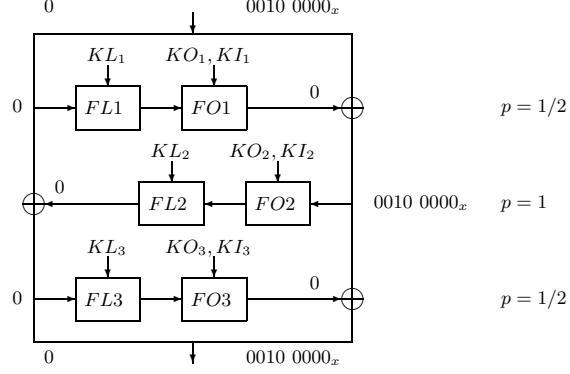 0 0010 0000ₓ
KL₁ KO₁, KI₁
0 FL1 FO1 0 p = 1/2
KL₂ KO₂, KI₂
0 FL2 FO2 0010 0000ₓ p = 1
KL₃ KO₃, KI₃
0 FL3 FO3 0 p = 1/2
0 0010 0000ₓ